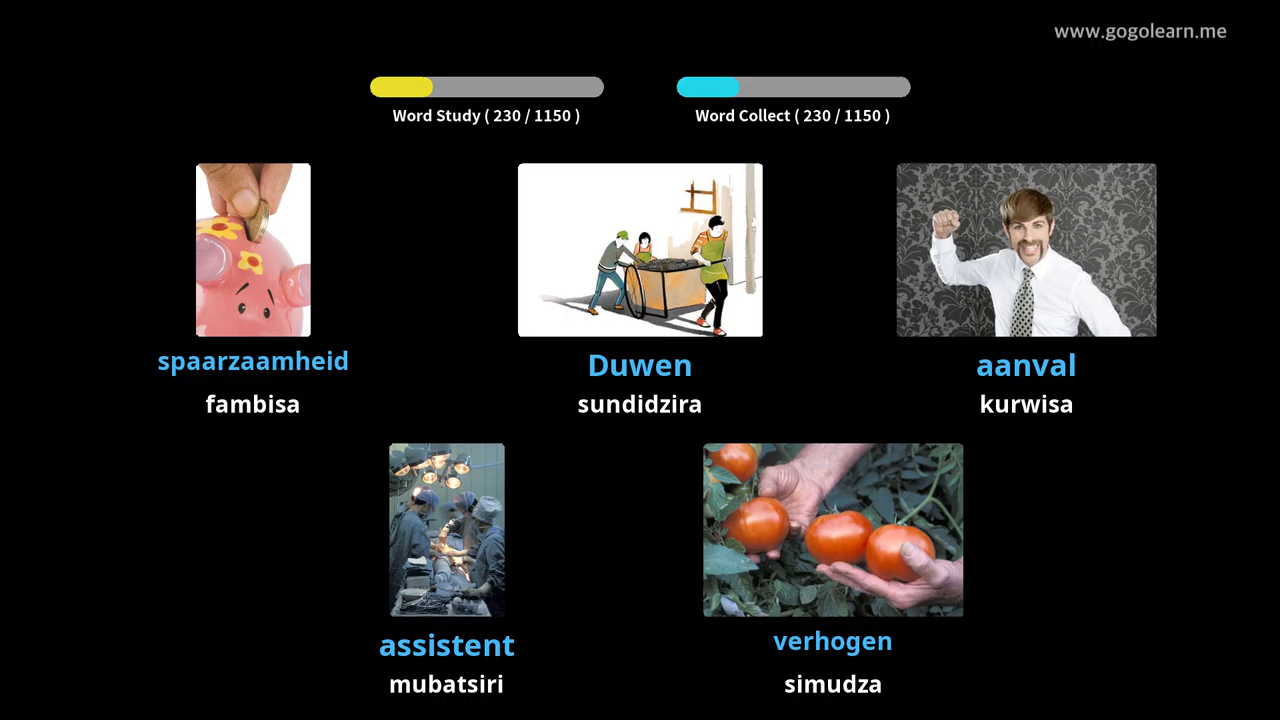 www.gogolearn.me
Word Study ( 230 / 1150 )
Word Collect ( 230 / 1150 )
spaarzaamheid
Duwen
aanval
fambisa
sundidzira
kurwisa
assistent
verhogen
mubatsiri
simudza